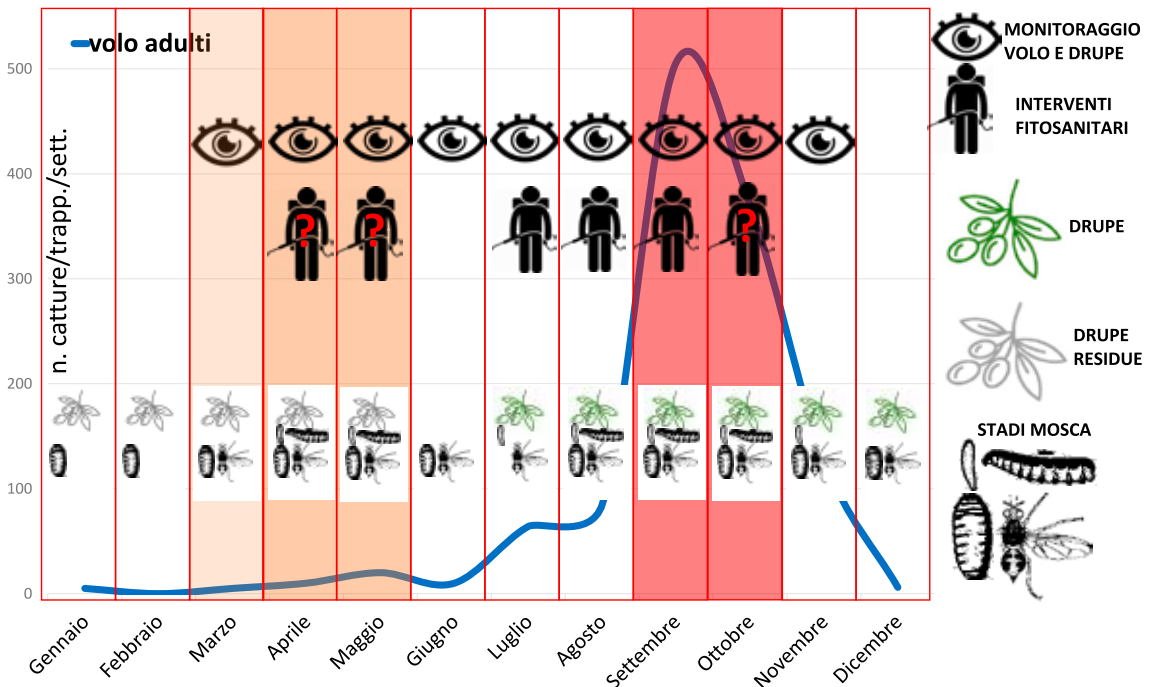 volo adulti
n. catture/trapp./sett.
500
400
300
200
100
0
?
?
?
Gennaio
Febbraio
Marzo
Aprile
Maggio
Giugno
Luglio
Agosto
Settembre
Ottobre
Novembre
Dicembre
MONITORAGGIO
VOLO E DRUPE
INTERVENTI
FITOSANITARI
DRUPE
DRUPE
RESIDUE
STADI MOSCA